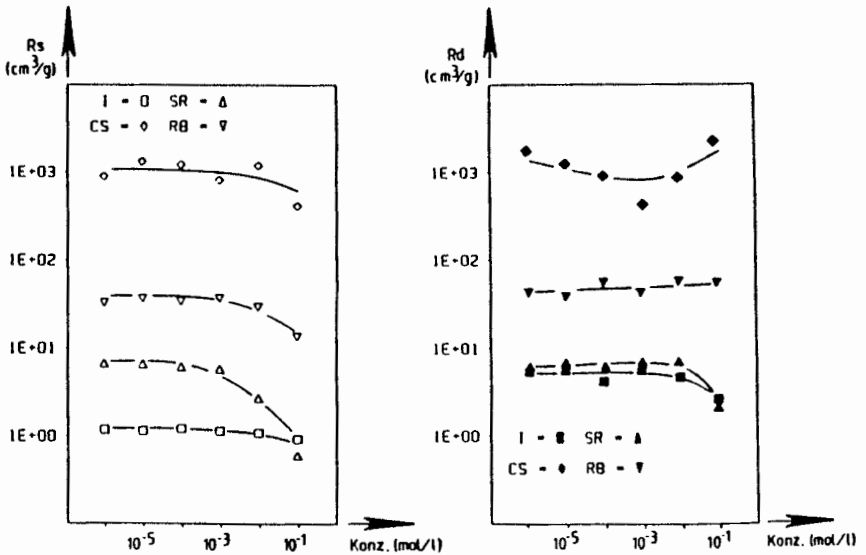 Rs
(cm³/g)
I = □ SR = △
CS = ◇ RB = ▽
1E+03
1E+02
1E+01
1E+00
10⁻⁵ 10⁻³ 10⁻¹
Konz. (mol/l)
Rd
(cm³/g)
1E+03
1E+02
1E+01
1E+00
I = ■ SR = ▲
CS = ◆ RB = ▼
10⁻⁵ 10⁻³ 10⁻¹
Konz. (mol/l)